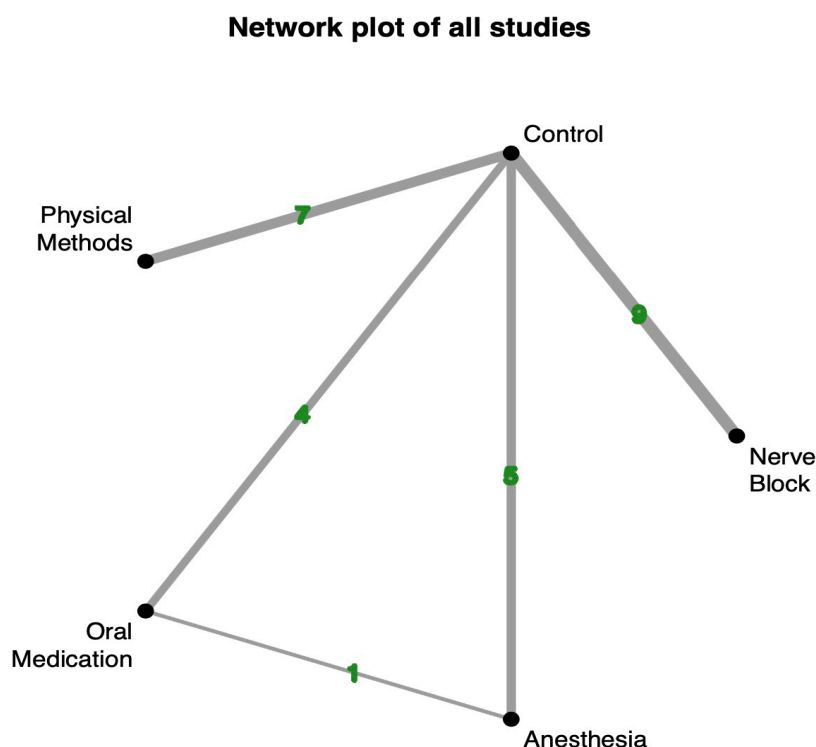 Network plot of all studies
Control
Physical
Methods
7
9
4
5
Nerve
Block
Oral
Medication
1
Anesthesia